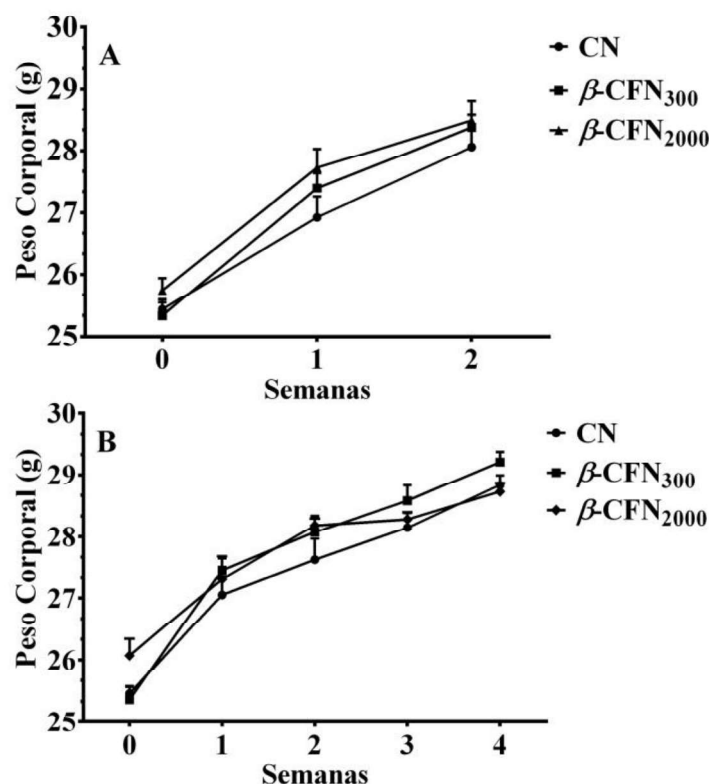 A
30
29
28
27
26
25
Peso Corporal (g)
0 1 2
Semanas
CN
β-CFN300
β-CFN2000
B
30
29
28
27
26
25
Peso Corporal (g)
0 1 2 3 4
Semanas
CN
β-CFN300
β-CFN2000